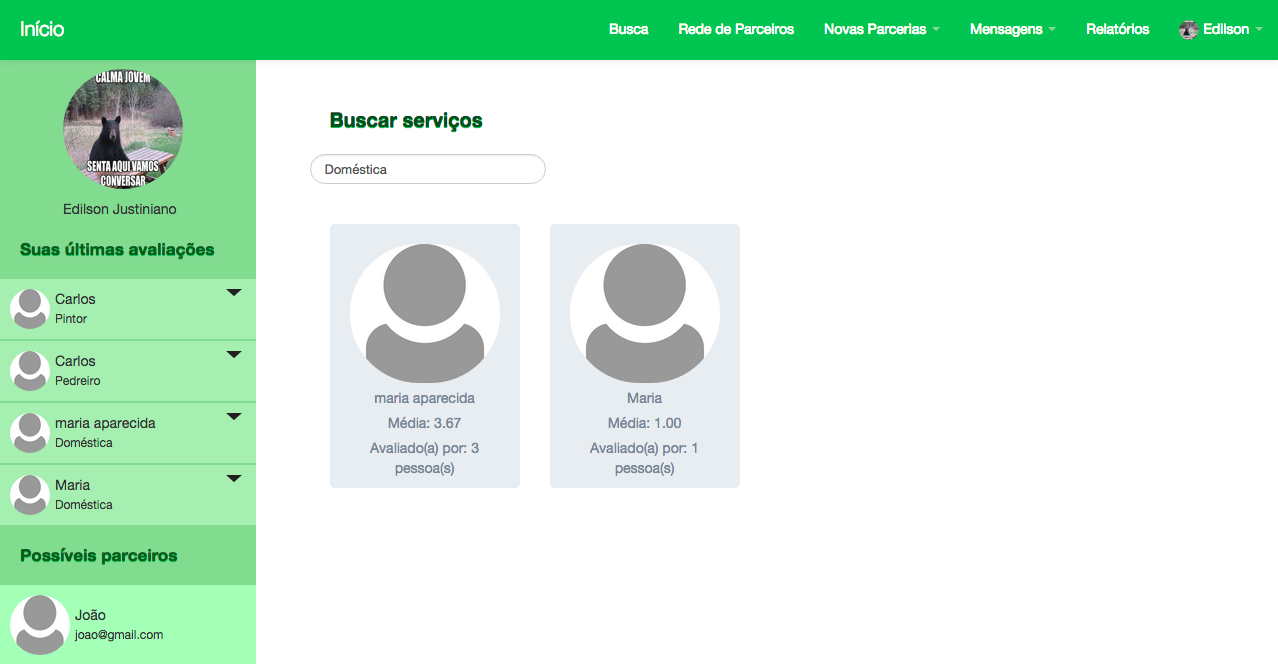 Início
Busca
Rede de Parceiros
Novas Parcerias
Mensagens
Relatórios
Edilson
CALMA JOVEM
SENTA AQUI VAMOS
CONVERSAR
Edilson Justiniano
Suas últimas avaliações
Carlos
Pintor
Carlos
Pedreiro
maria aparecida
Doméstica
Maria
Doméstica
Possíveis parceiros
João
joao@gmail.com
Buscar serviços
Doméstica
maria aparecida
Média: 3.67
Avaliado(a) por: 3
pessoa(s)
Maria
Média: 1.00
Avaliado(a) por: 1
pessoa(s)